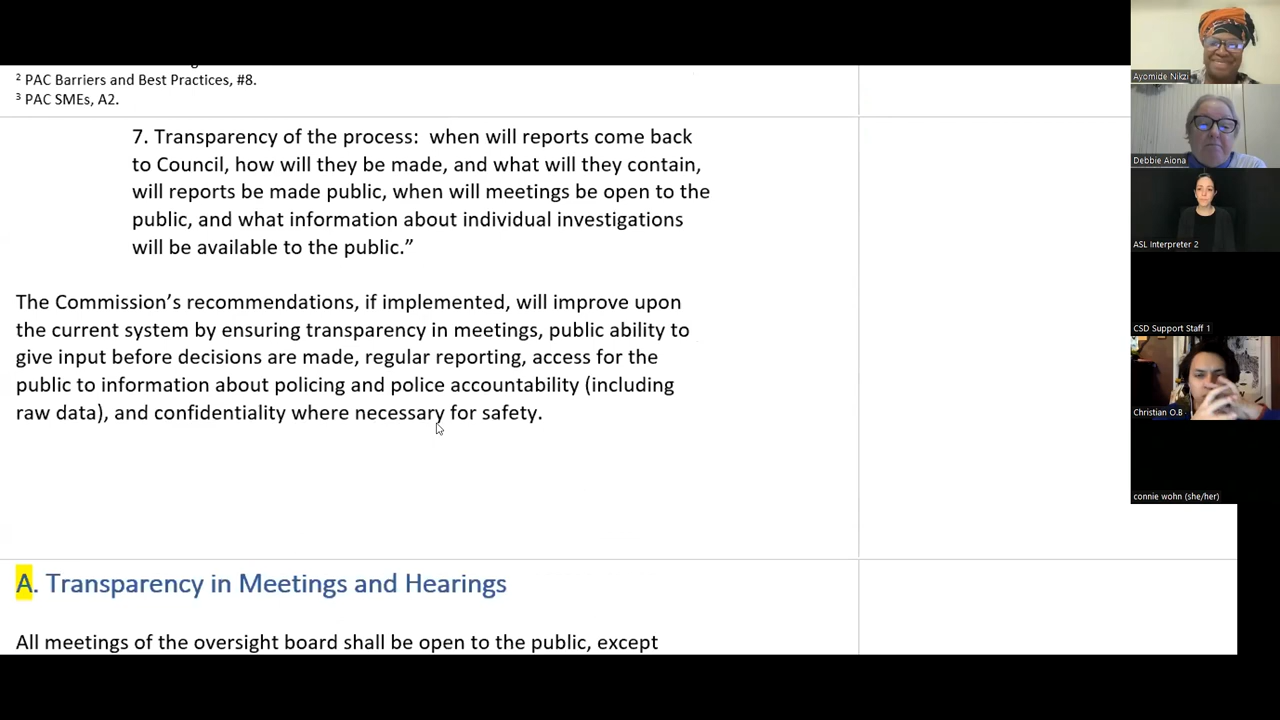 ² PAC Barriers and Best Practices, #8.
³ PAC SMEs, A2.
7. Transparency of the process:  when will reports come back
to Council, how will they be made, and what will they contain,
will reports be made public, when will meetings be open to the
public, and what information about individual investigations
will be available to the public.”
The Commission’s recommendations, if implemented, will improve upon
the current system by ensuring transparency in meetings, public ability to
give input before decisions are made, regular reporting, access for the
public to information about policing and police accountability (including
raw data), and confidentiality where necessary for safety.
A. Transparency in Meetings and Hearings
All meetings of the oversight board shall be open to the public, except
Ayomide Nikzi
Debbie Aiona
ASL Interpreter 2
CSD Support Staff 1
Christian O.B
connie wohn (she/her)